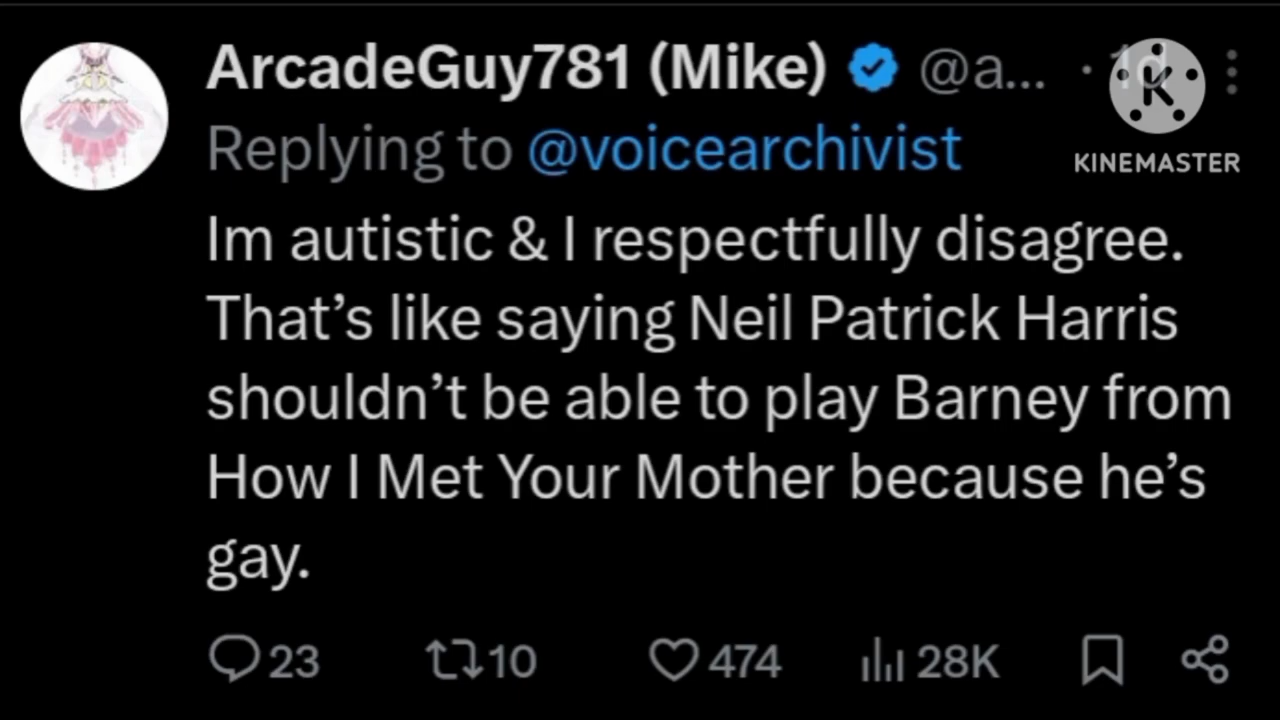 ArcadeGuy781 (Mike) @a... · 1d
KINEMASTER
Replying to @voicearchivist
Im autistic & I respectfully disagree.
That's like saying Neil Patrick Harris
shouldn't be able to play Barney from
How I Met Your Mother because he's
gay.
23 10 474 28K